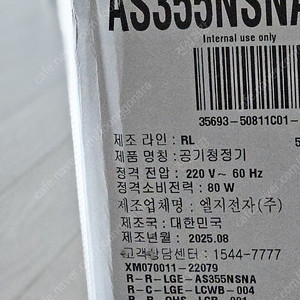 AS355NSNA
Internal use only
35693-50811C01-
제조 라인 : RL
제품 명칭 : 공기청정기
정격 전압 : 220 V~ 60 Hz
정격소비전력 : 80 W
제조업체명 : 엘지전자(주)
제조국 : 대한민국
제조년월 : 2025.08
고객상담센터 : 1544-7777
XM070011-22079
R-R-LGE-AS355NSNA
R-C-LGE-LCWB-004
R-R-QHS-LCR-001